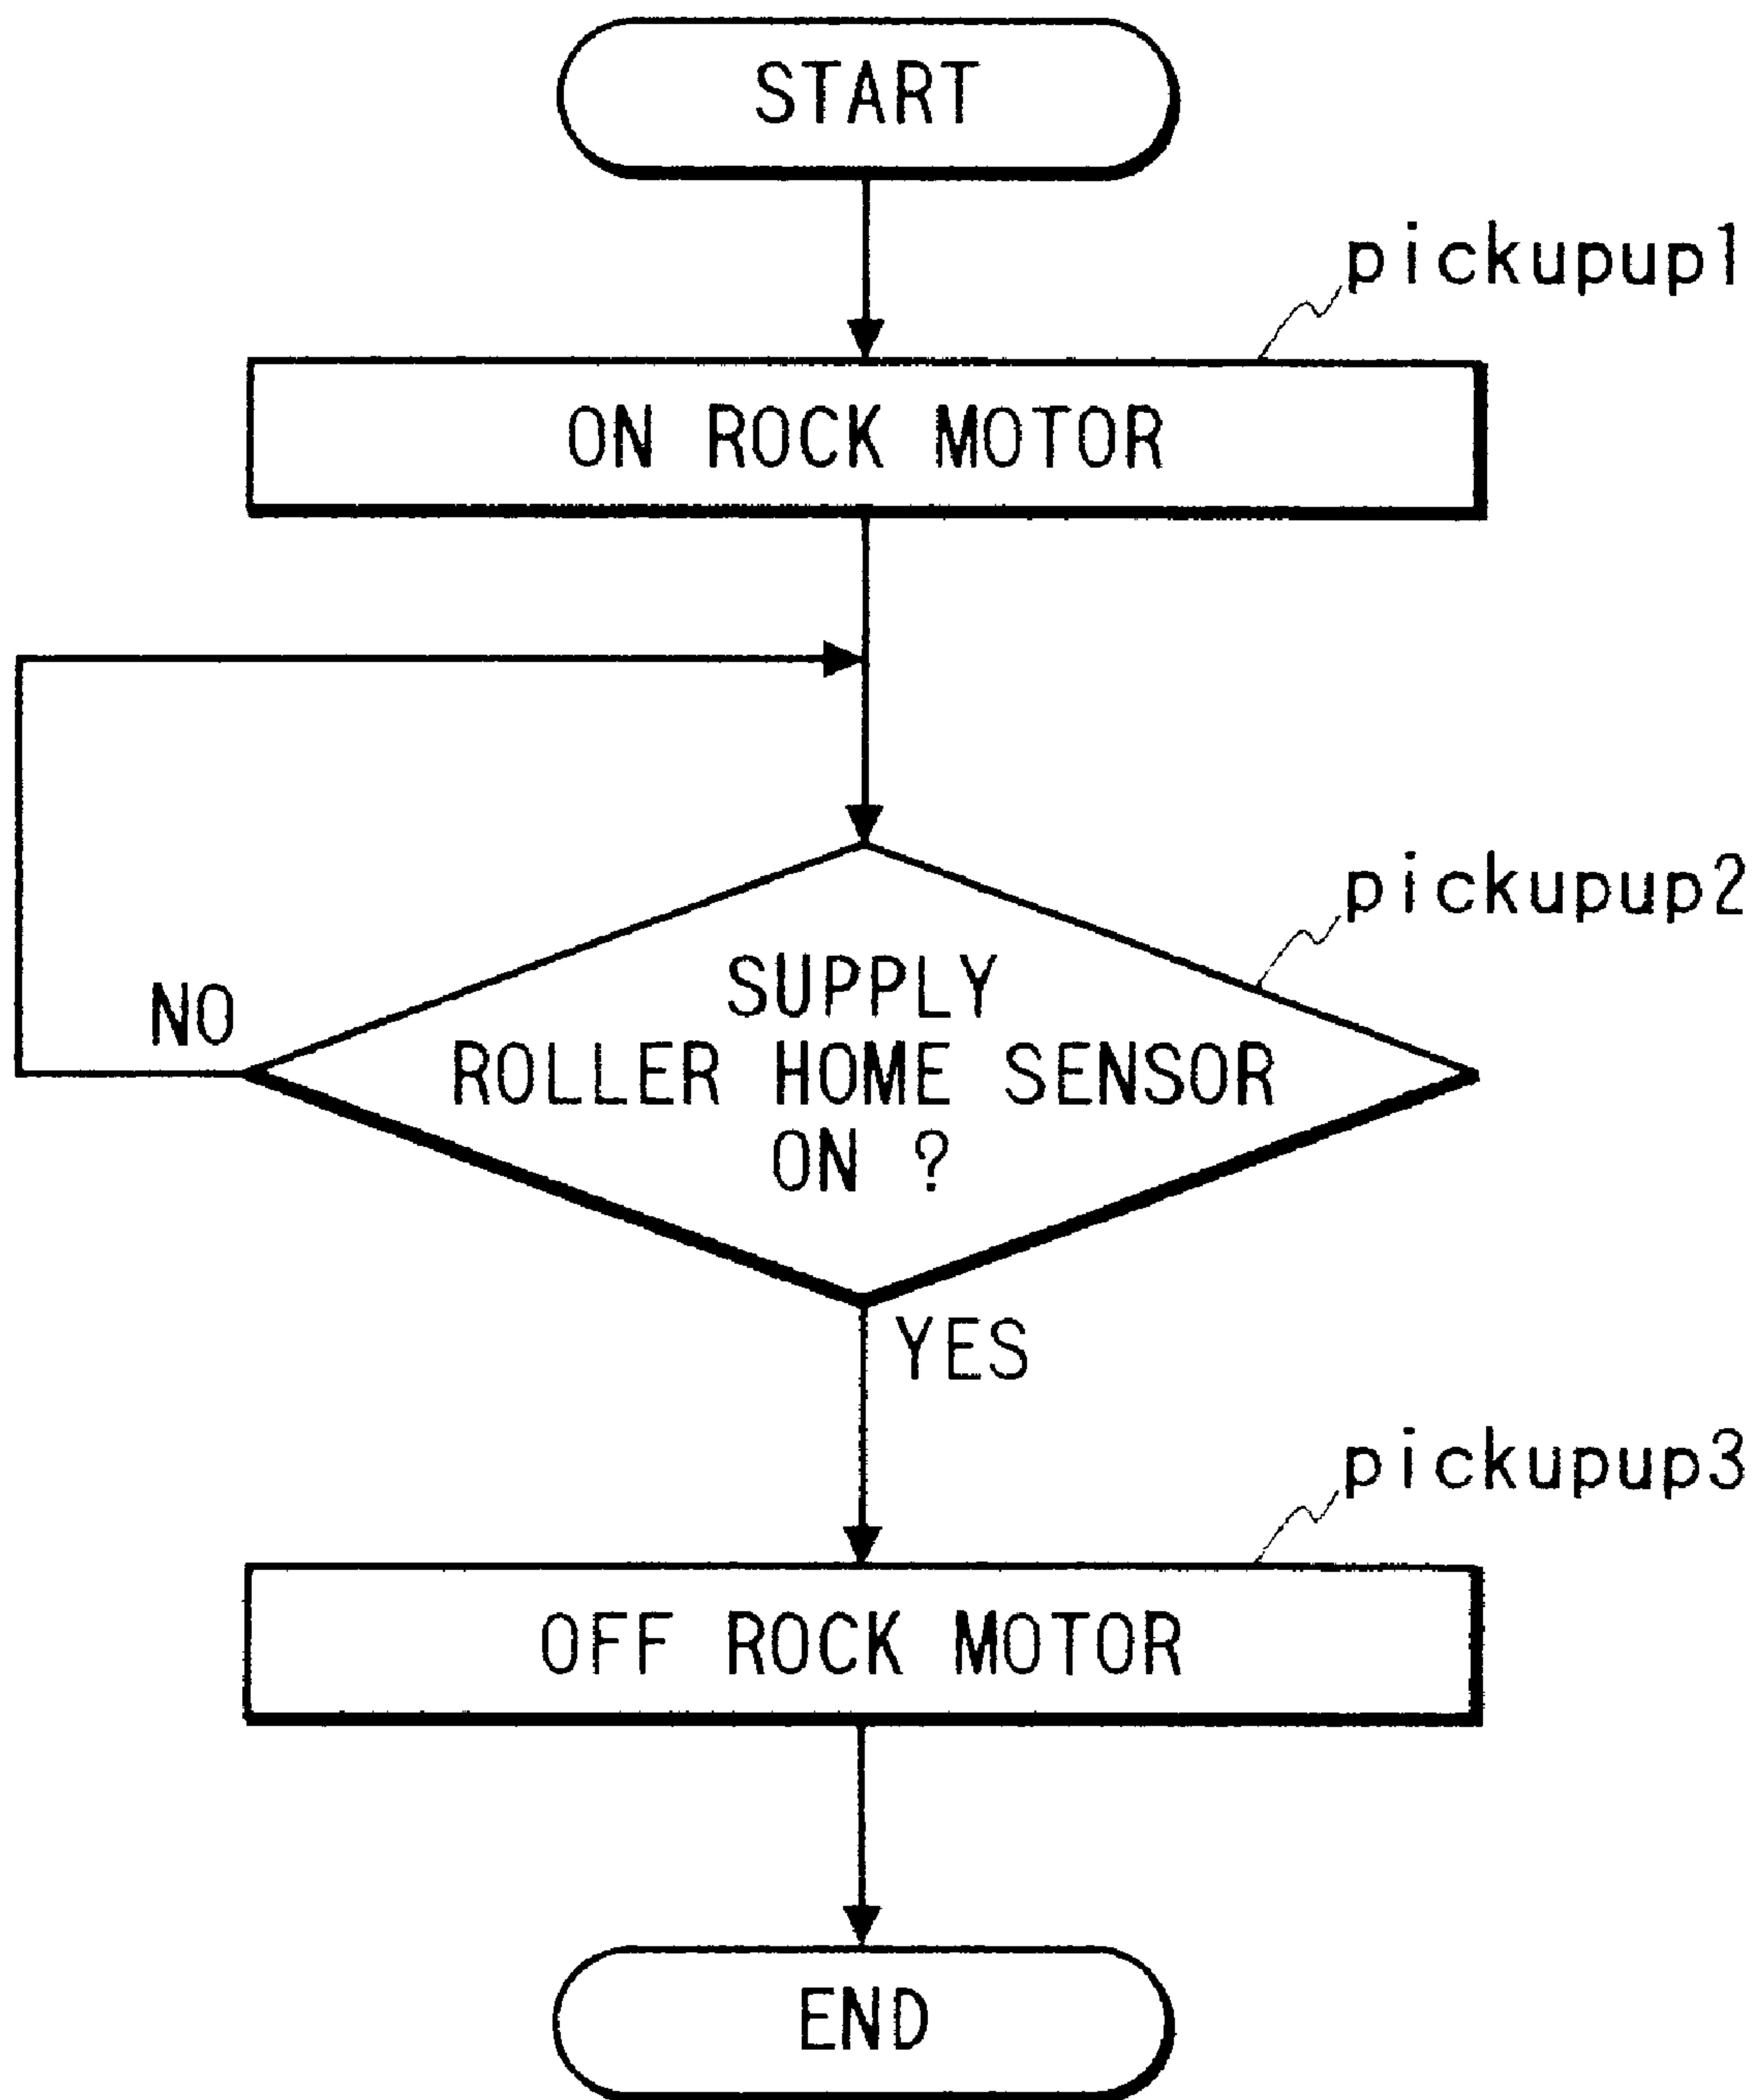 START
pickupup1
ON ROCK MOTOR
pickupup2
SUPPLY
ROLLER HOME SENSOR
ON ?
NO
YES
pickupup3
OFF ROCK MOTOR
END